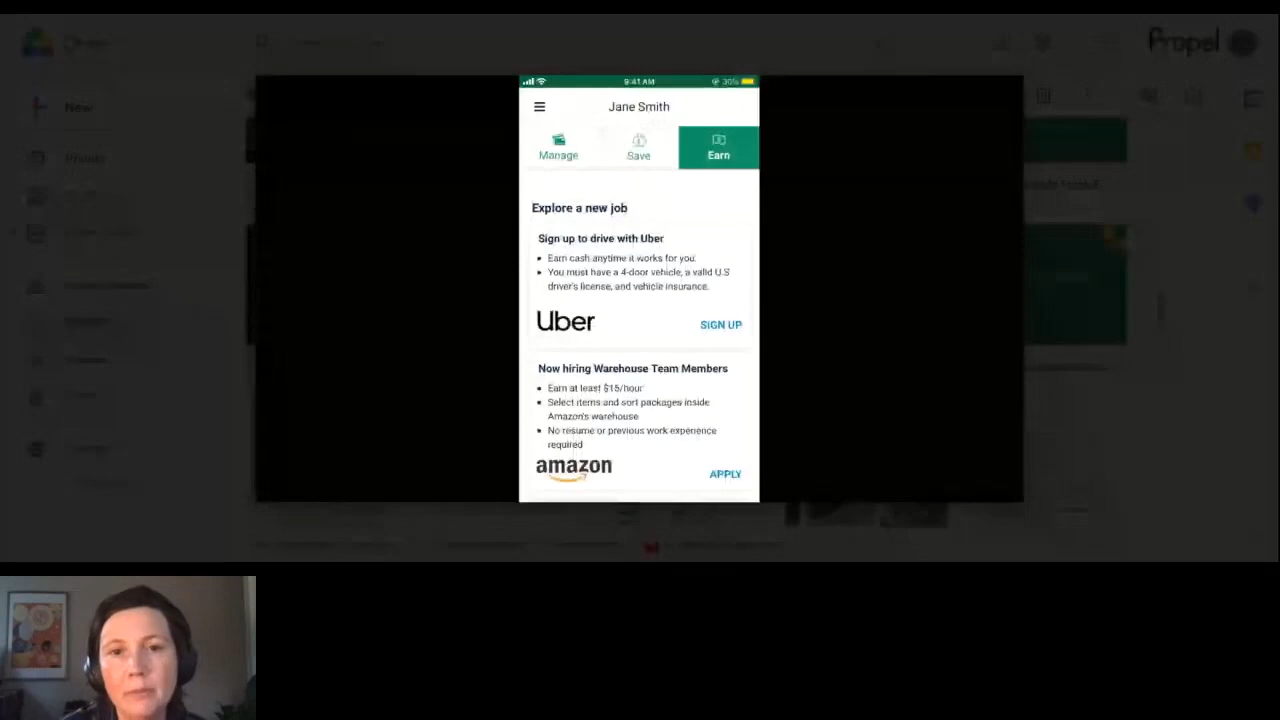 Propel
New
9:41 AM
30%
Jane Smith
Manage
Save
Earn
Explore a new job
Sign up to drive with Uber
Earn cash anytime it works for you.
You must have a 4-door vehicle, a valid U.S
driver's license, and vehicle insurance.
Uber
SIGN UP
Now hiring Warehouse Team Members
Earn at least $15/hour
Select items and sort packages inside
Amazon's warehouse
No resume or previous work experience
required
amazon
APPLY